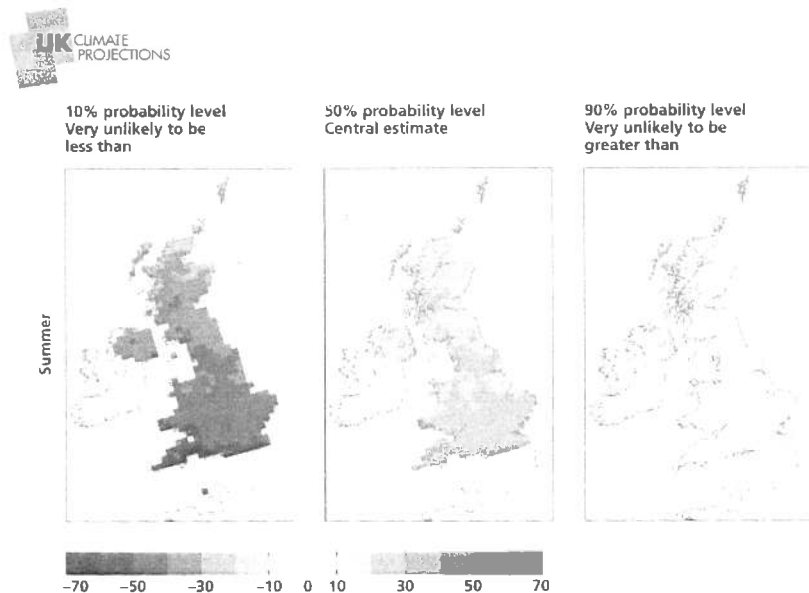 UK CLIMATE
PROJECTIONS
10% probability level
Very unlikely to be
less than
50% probability level
Central estimate
90% probability level
Very unlikely to be
greater than
Summer
-70 -50 -30 -10 0 10 30 50 70